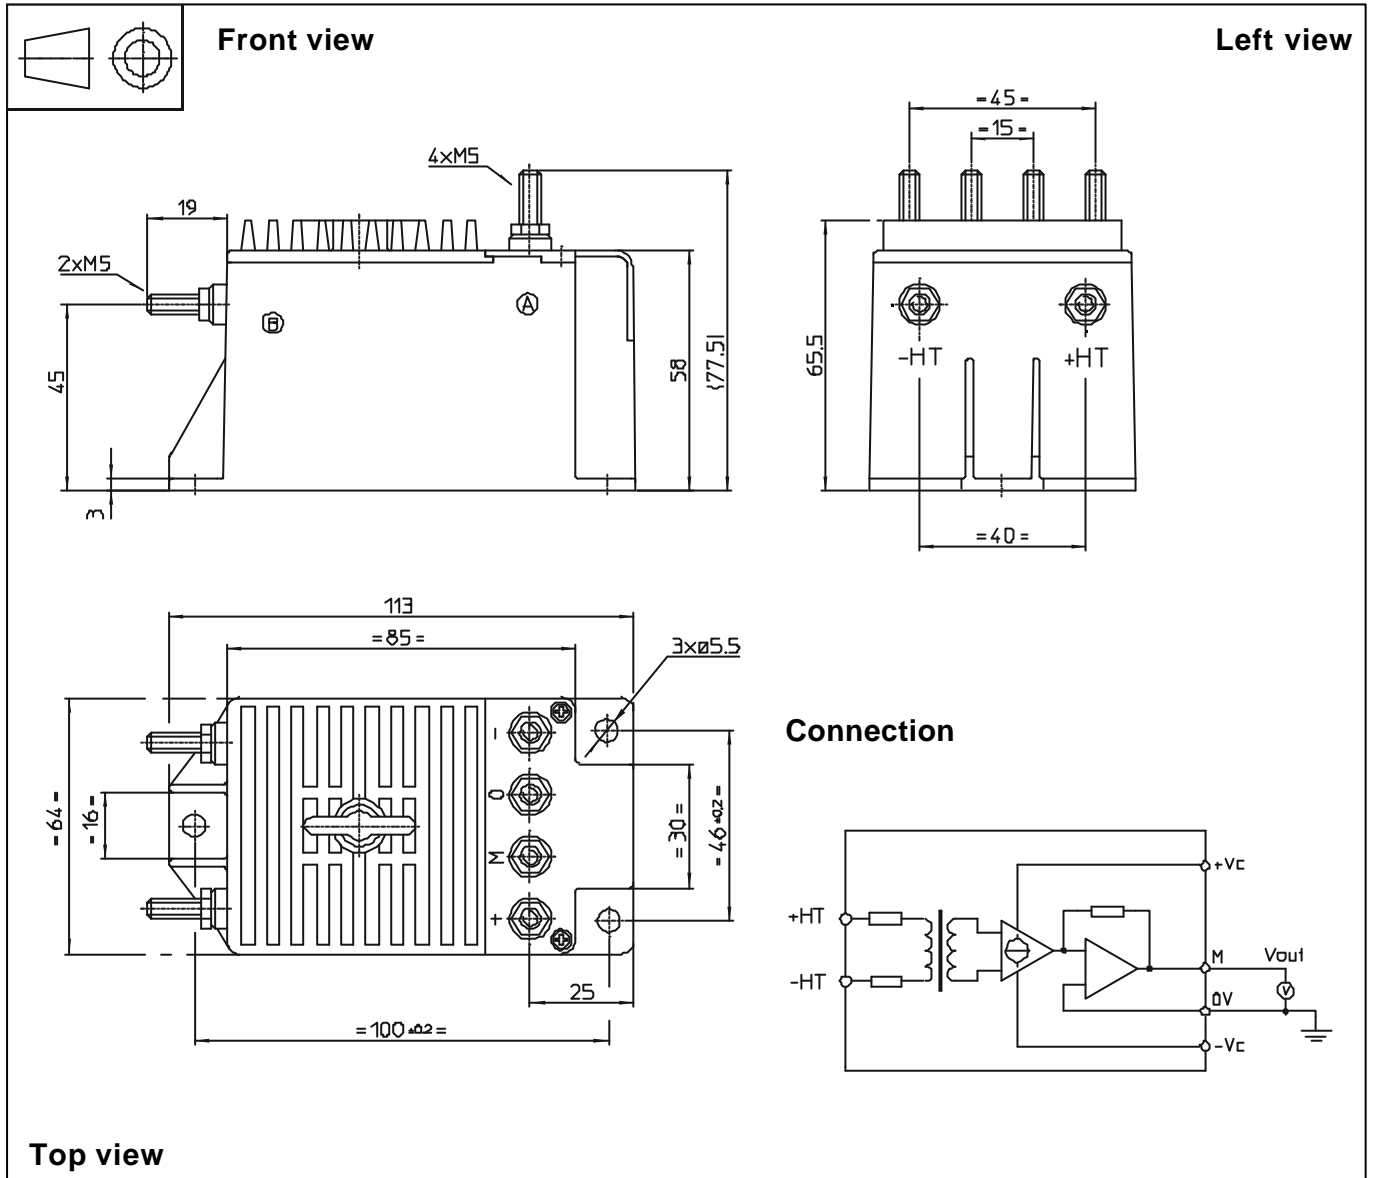 Front view
Left view
=45=
=15=
4xM5
19
2xM5
A
B
45
58
(77.5)
3
65.5
-HT
+HT
=40=
113
=85=
3xø5.5
=64=
=16=
-
O
M
+
=30=
=46±0.2=
25
=100±0.2=
Connection
+Vc
+HT
M
Vout
-HT
V
0V
-Vc
Top view